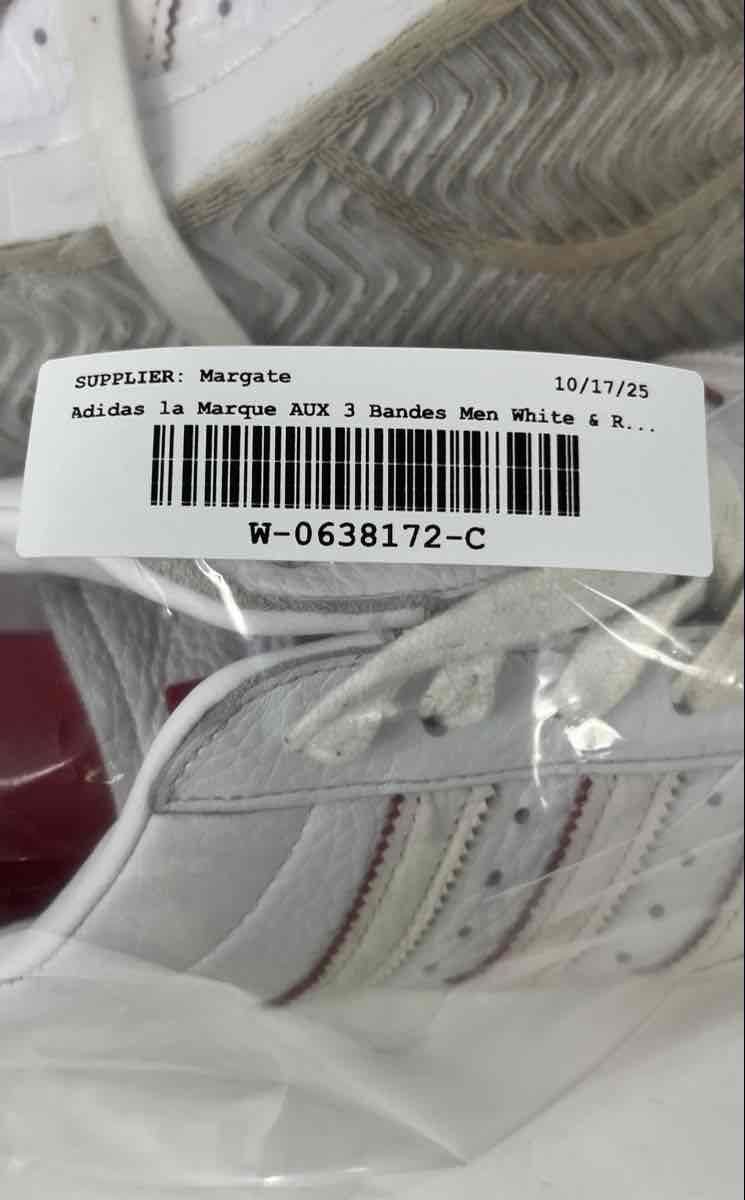 SUPPLIER: Margate 10/17/25
Adidas la Marque AUX 3 Bandes Men White & R...
W-0638172-C